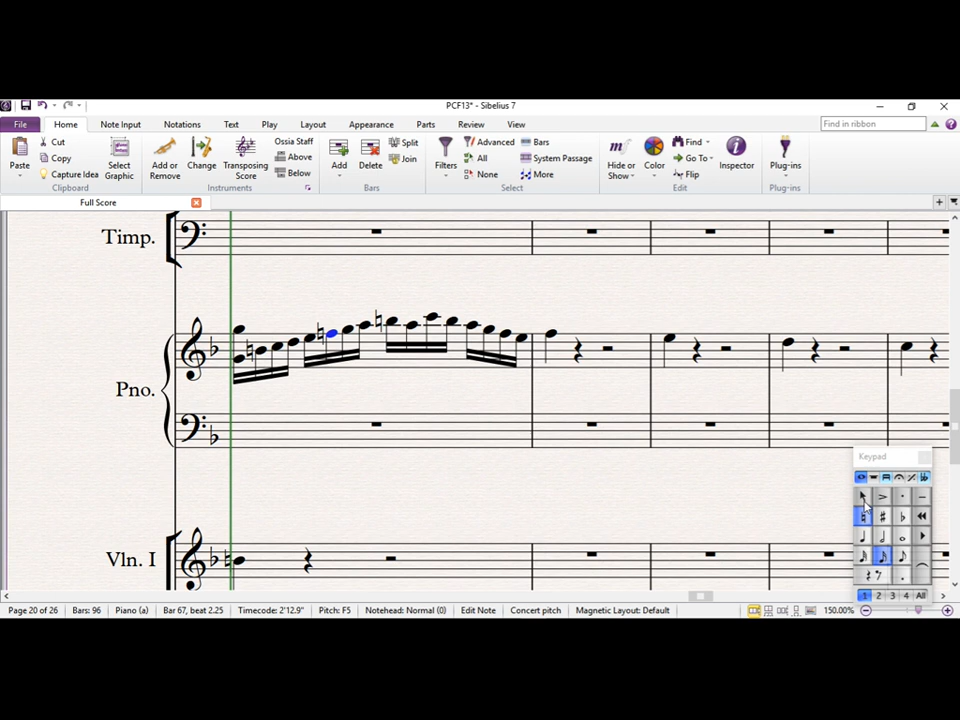 PCF13* - Sibelius 7
File Home Note Input Notations Text Play Layout Appearance Parts Review View Find in ribbon
Paste
Cut
Copy
Capture Idea
Clipboard
Select Graphic
Add or Remove
Change
Transposing Score
Ossia Staff
Above
Below
Instruments
Add
Delete
Split
Join
Bars
Filters
Advanced
All
None
Bars
System Passage
More
Select
Hide or Show
Color
Find
Go To
Flip
Inspector
Edit
Plug-ins
Plug-ins
Full Score
Timp.
Pno.
Vln. I
Keypad
1 2 3 4 All
Page 20 of 26 Bars: 96 Piano (a) Bar 67, beat 2.25 Timecode: 2'12.9" Pitch: F5 Notehead: Normal (0) Edit Note Concert pitch Magnetic Layout: Default 150.00%